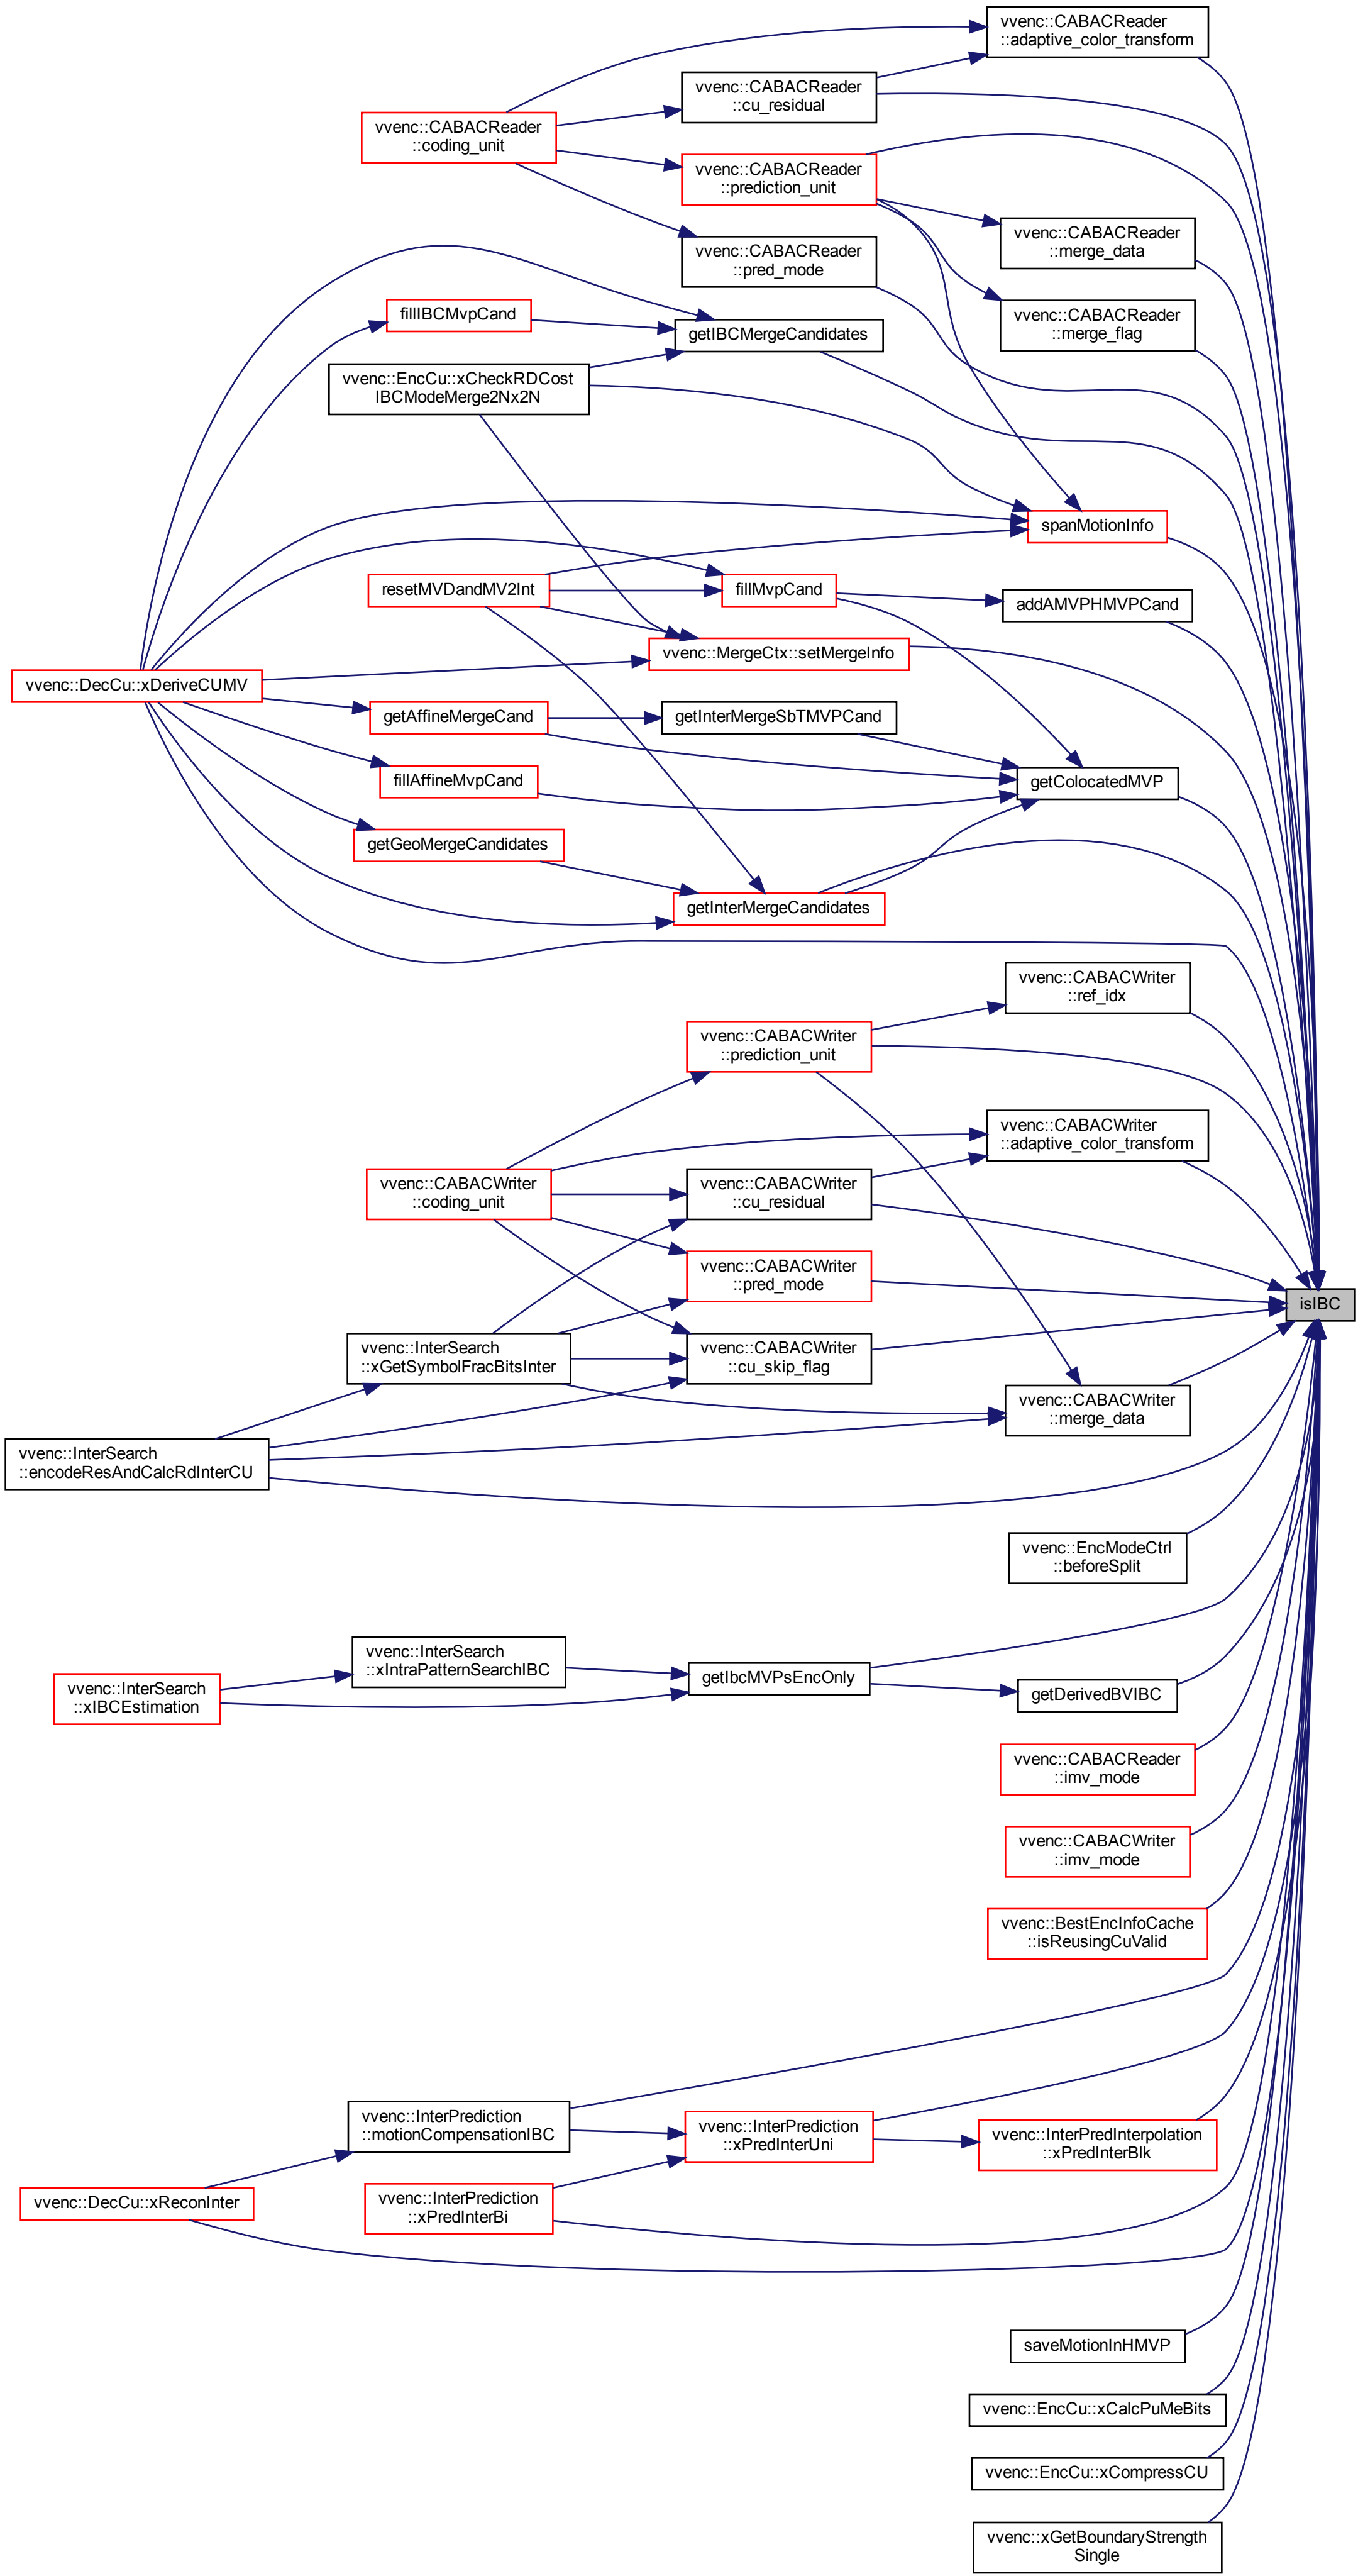 vvenc::CABACReader
::adaptive_color_transform
vvenc::CABACReader
::cu_residual
vvenc::CABACReader
::coding_unit
vvenc::CABACReader
::prediction_unit
vvenc::CABACReader
::merge_data
vvenc::CABACReader
::pred_mode
vvenc::CABACReader
::merge_flag
fillIBCMvpCand
getIBCMergeCandidates
vvenc::EncCu::xCheckRDCost
IBCModeMerge2Nx2N
spanMotionInfo
resetMVDandMV2Int
fillMvpCand
addAMVPHMVPCand
vvenc::MergeCtx::setMergeInfo
vvenc::DecCu::xDeriveCUMV
getAffineMergeCand
getInterMergeSbTMVPCand
fillAffineMvpCand
getColocatedMVP
getGeoMergeCandidates
getInterMergeCandidates
vvenc::CABACWriter
::ref_idx
vvenc::CABACWriter
::prediction_unit
vvenc::CABACWriter
::adaptive_color_transform
vvenc::CABACWriter
::coding_unit
vvenc::CABACWriter
::cu_residual
vvenc::CABACWriter
::pred_mode
isIBC
vvenc::InterSearch
::xGetSymbolFracBitsInter
vvenc::CABACWriter
::cu_skip_flag
vvenc::CABACWriter
::merge_data
vvenc::InterSearch
::encodeResAndCalcRdInterCU
vvenc::EncModeCtrl
::beforeSplit
vvenc::InterSearch
::xIntraPatternSearchIBC
vvenc::InterSearch
::xIBCEstimation
getIbcMVPsEncOnly
getDerivedBVIBC
vvenc::CABACReader
::imv_mode
vvenc::CABACWriter
::imv_mode
vvenc::BestEncInfoCache
::isReusingCuValid
vvenc::InterPrediction
::motionCompensationIBC
vvenc::InterPrediction
::xPredInterUni
vvenc::InterPredInterpolation
::xPredInterBlk
vvenc::DecCu::xReconInter
vvenc::InterPrediction
::xPredInterBi
saveMotionInHMVP
vvenc::EncCu::xCalcPuMeBits
vvenc::EncCu::xCompressCU
vvenc::xGetBoundaryStrength
Single